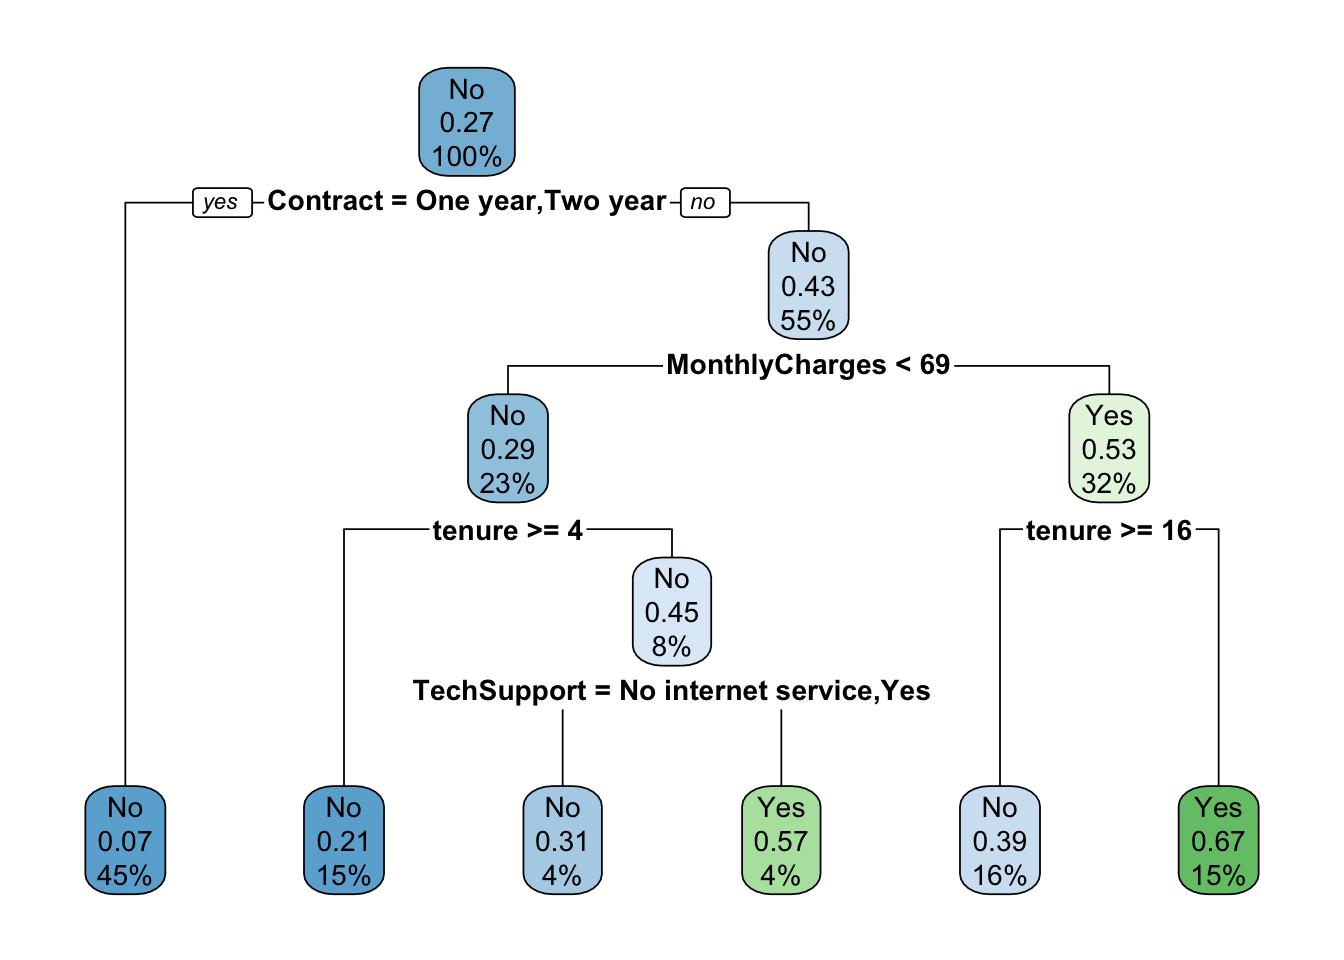 No
0.27
100%
yes Contract = One year,Two year no
No
0.43
55%
MonthlyCharges < 69
No
0.29
23%
Yes
0.53
32%
tenure >= 4
tenure >= 16
No
0.45
8%
TechSupport = No internet service,Yes
No
0.07
45%
No
0.21
15%
No
0.31
4%
Yes
0.57
4%
No
0.39
16%
Yes
0.67
15%